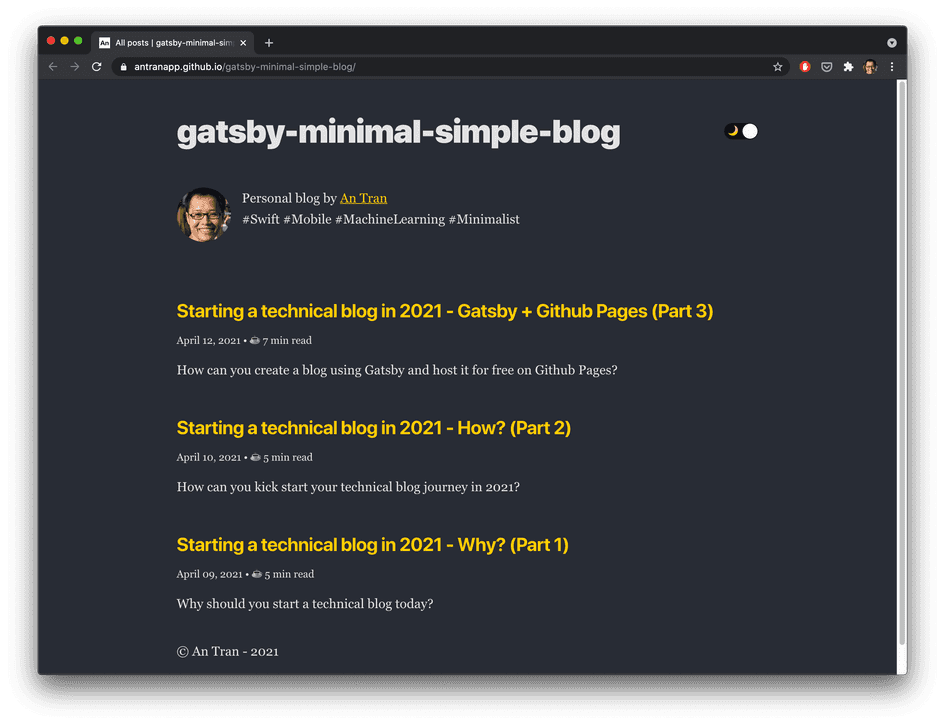 An All posts | gatsby-minimal-sim
antranapp.github.io/gatsby-minimal-simple-blog/
gatsby-minimal-simple-blog
Personal blog by An Tran
#Swift #Mobile #MachineLearning #Minimalist
Starting a technical blog in 2021 - Gatsby + Github Pages (Part 3)
April 12, 2021 • ☕ 7 min read
How can you create a blog using Gatsby and host it for free on Github Pages?
Starting a technical blog in 2021 - How? (Part 2)
April 10, 2021 • ☕ 5 min read
How can you kick start your technical blog journey in 2021?
Starting a technical blog in 2021 - Why? (Part 1)
April 09, 2021 • ☕ 5 min read
Why should you start a technical blog today?
© An Tran - 2021